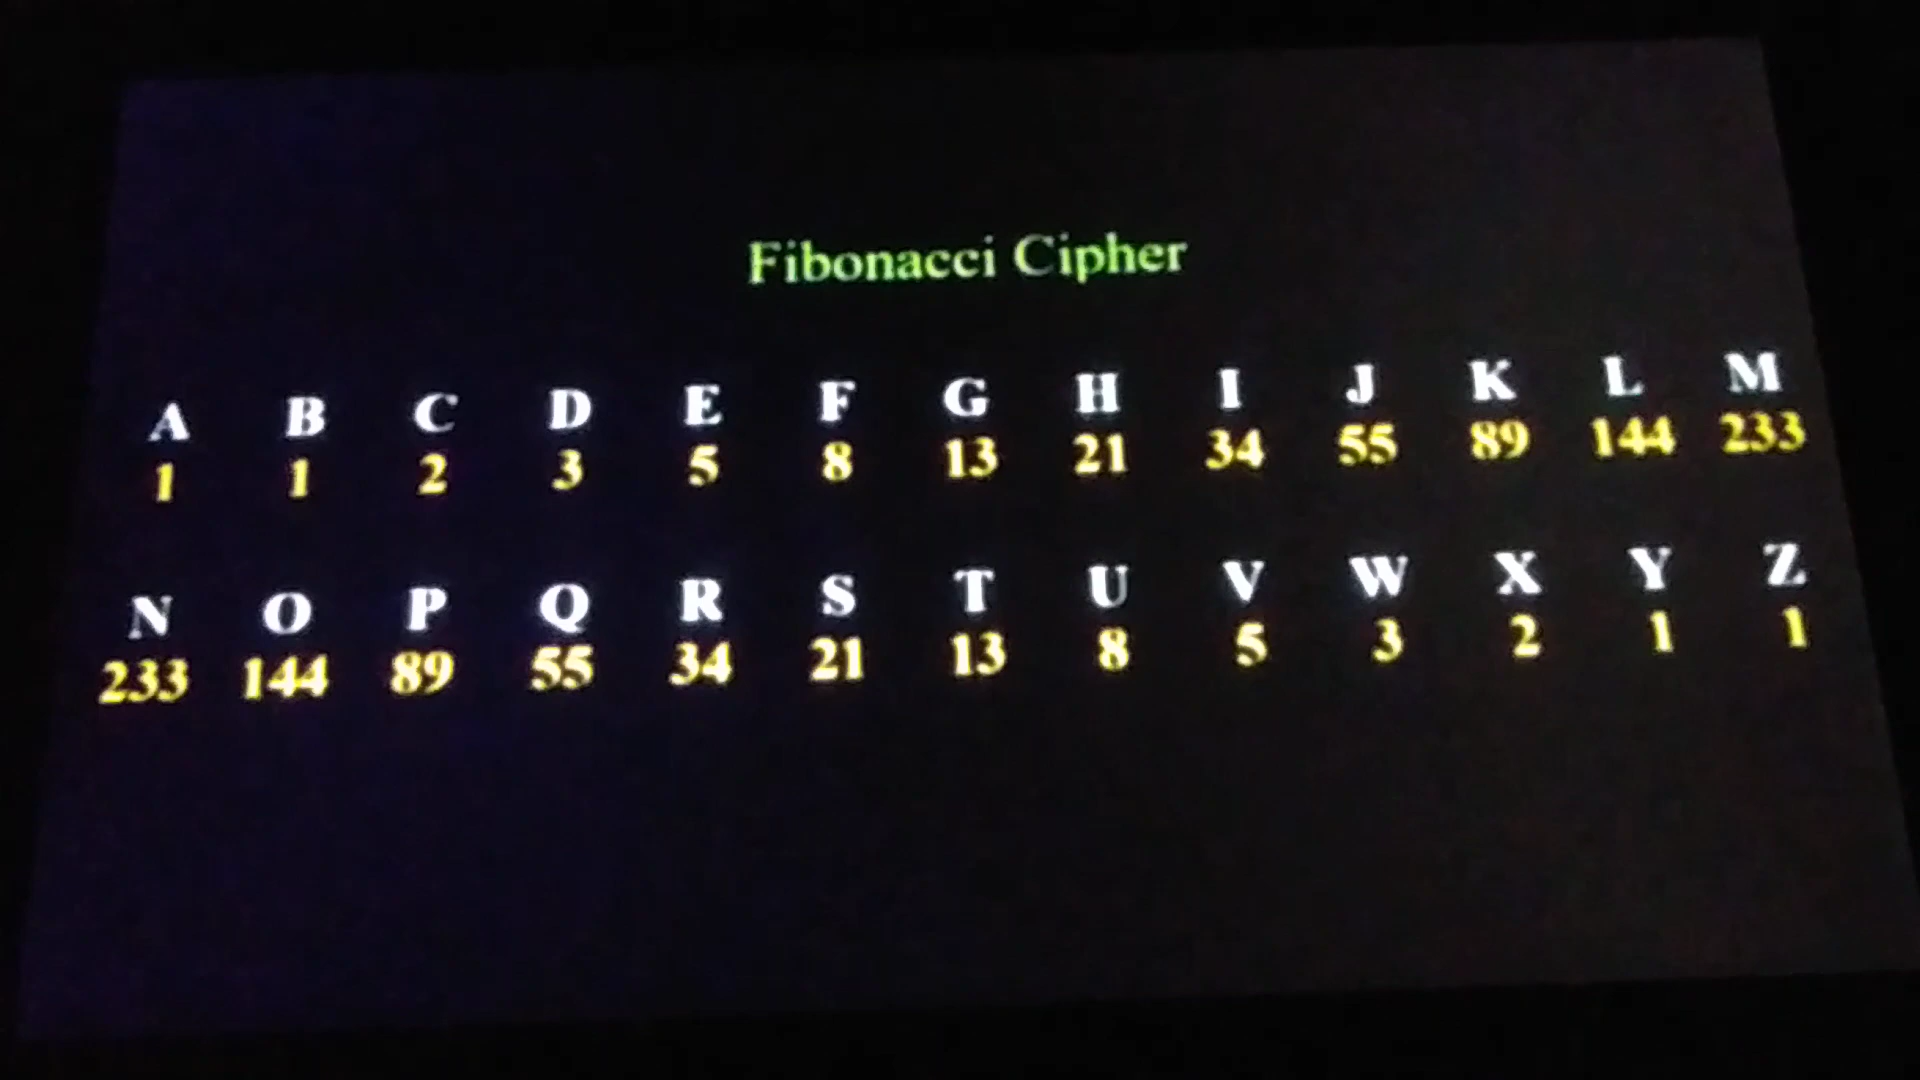 Fibonacci Cipher
A B C D E F G H I J K L M
1 1 2 3 5 8 13 21 34 55 89 144 233
N O P Q R S T U V W X Y Z
233 144 89 55 34 21 13 8 5 3 2 1 1